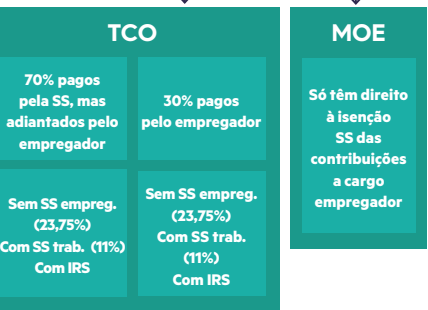 TCO
70% pagos
pela SS, mas
adiantados pelo
empregador
30% pagos
pelo empregador
Sem SS empreg.
(23,75%)
Com SS trab. (11%)
Com IRS
Sem SS empreg.
(23,75%)
Com SS trab.
(11%)
Com IRS
MOE
Só têm direito
à isenção
SS das
contribuições
a cargo
empregador